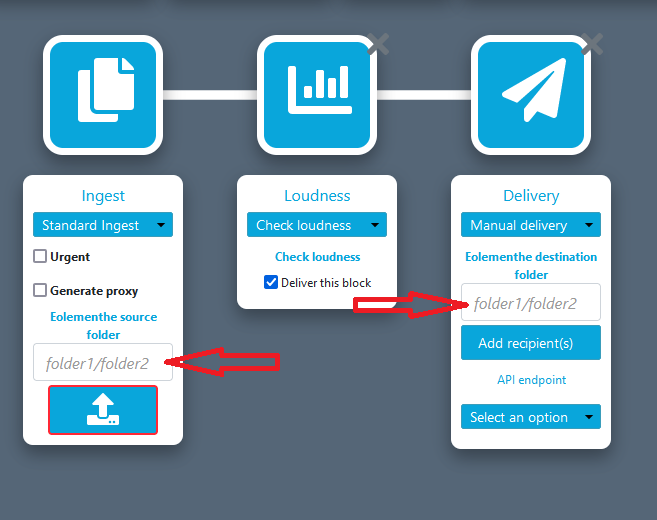 Ingest
Standard Ingest
Urgent
Generate proxy
Eolementhe source
folder
folder1/folder2
Loudness
Check loudness
Check loudness
Deliver this block
Delivery
Manual delivery
Eolementhe destination
folder
folder1/folder2
Add recipient(s)
API endpoint
Select an option